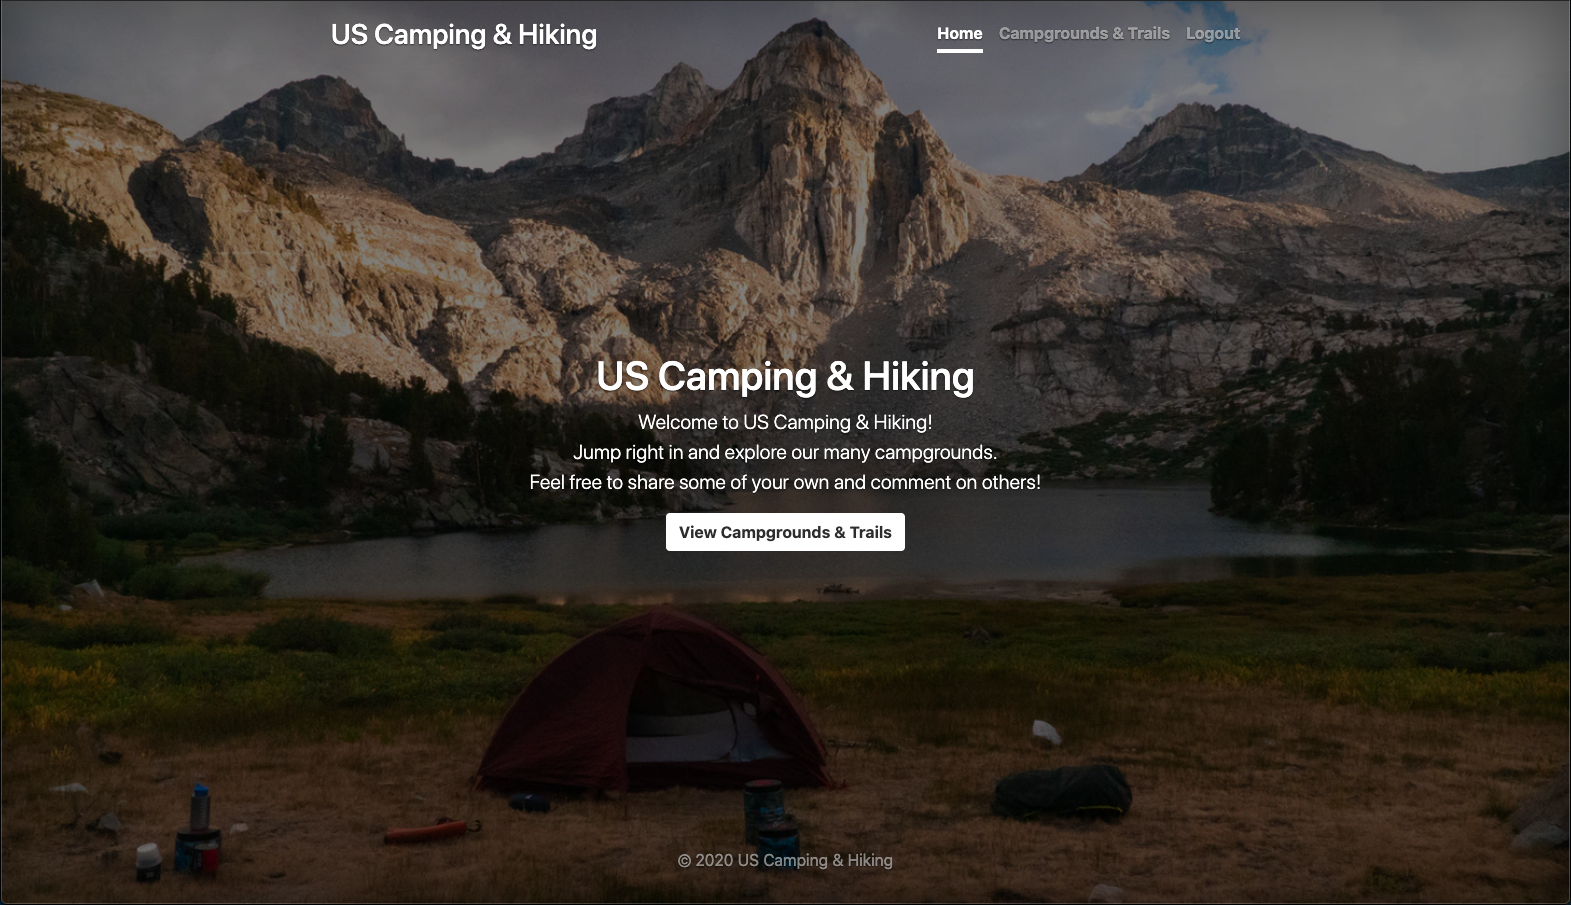 US Camping & Hiking
Home Campgrounds & Trails Logout
US Camping & Hiking
Welcome to US Camping & Hiking!
Jump right in and explore our many campgrounds.
Feel free to share some of your own and comment on others!
View Campgrounds & Trails
© 2020 US Camping & Hiking